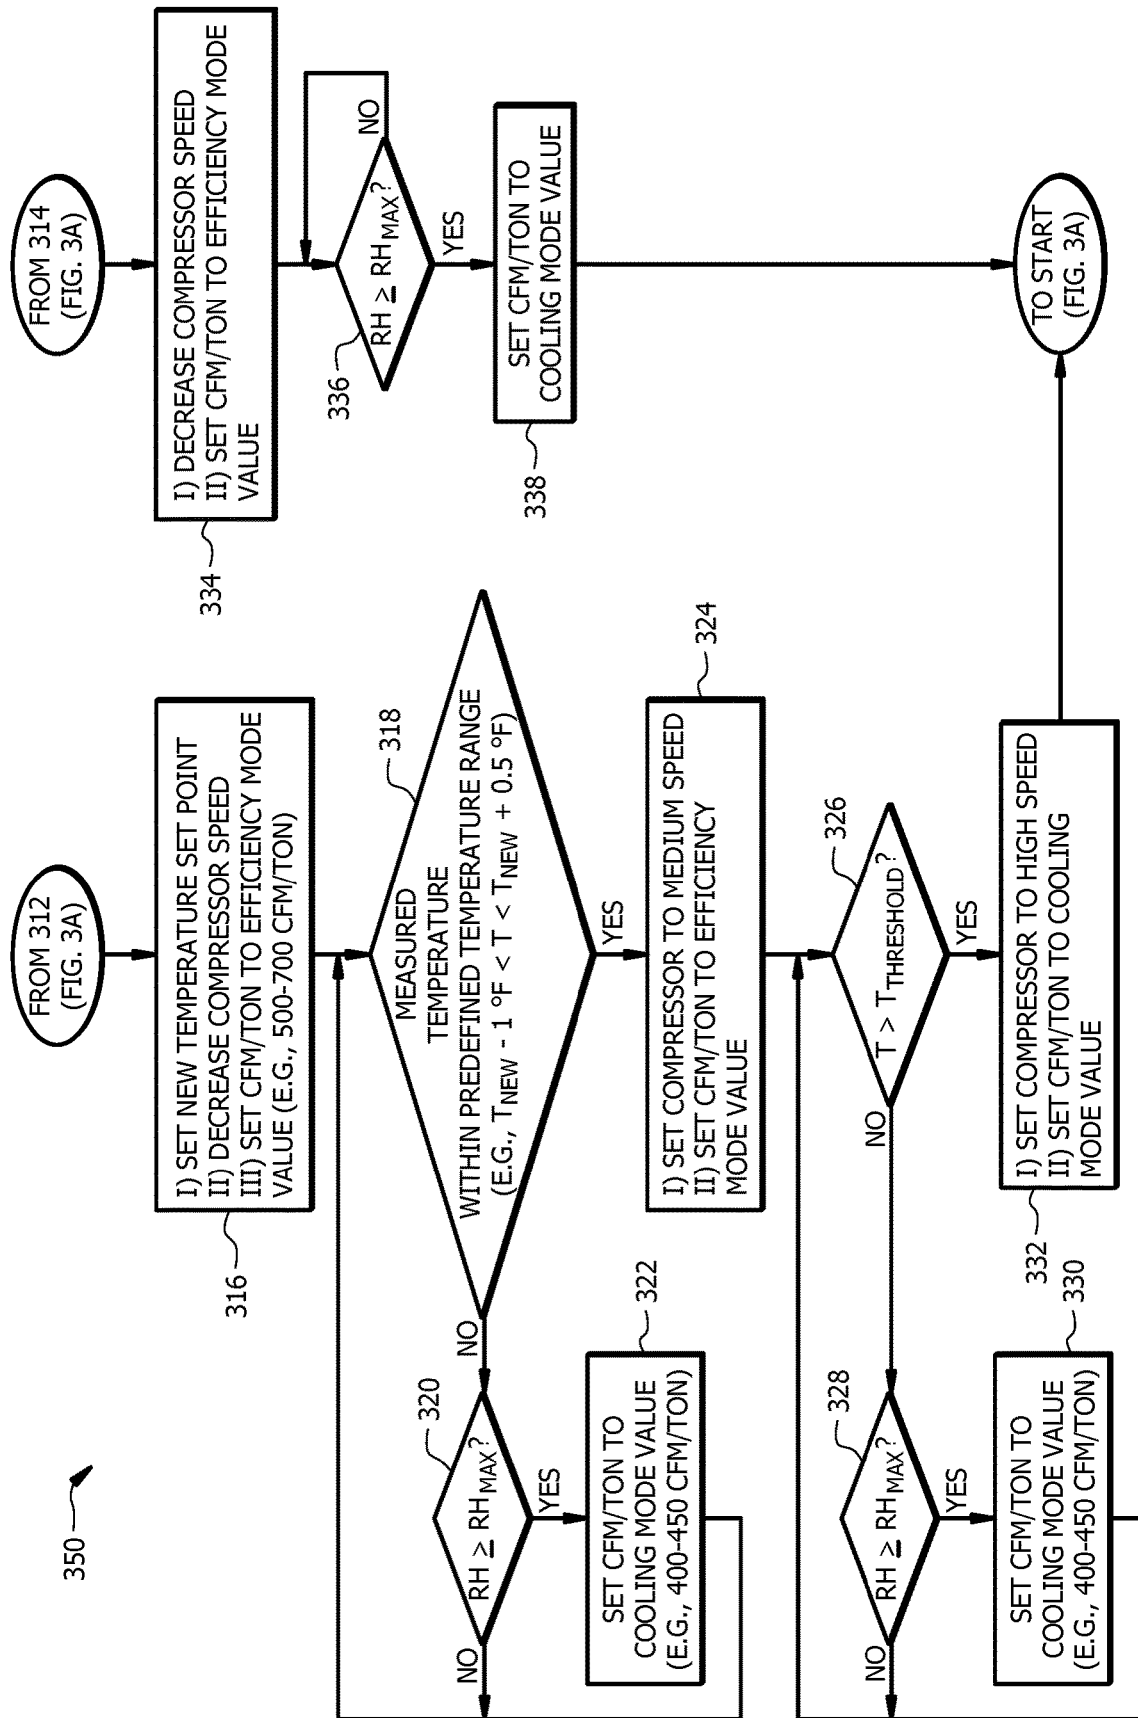 350
FROM 312
(FIG. 3A)
316
I) SET NEW TEMPERATURE SET POINT
II) DECREASE COMPRESSOR SPEED
III) SET CFM/TON TO EFFICIENCY MODE
VALUE (E.G., 500-700 CFM/TON)
318
MEASURED
TEMPERATURE
WITHIN PREDEFINED TEMPERATURE RANGE
(E.G., TNEW - 1 °F < T < TNEW + 0.5 °F)
NO
YES
320
RH ≥ RHMAX?
NO
YES
322
SET CFM/TON TO
COOLING MODE VALUE
(E.G., 400-450 CFM/TON)
324
I) SET COMPRESSOR TO MEDIUM SPEED
II) SET CFM/TON TO EFFICIENCY
MODE VALUE
326
T > TTHRESHOLD?
NO
YES
328
RH ≥ RHMAX?
NO
YES
330
SET CFM/TON TO
COOLING MODE VALUE
(E.G., 400-450 CFM/TON)
332
I) SET COMPRESSOR TO HIGH SPEED
II) SET CFM/TON TO COOLING
MODE VALUE
FROM 314
(FIG. 3A)
334
I) DECREASE COMPRESSOR SPEED
II) SET CFM/TON TO EFFICIENCY MODE
VALUE
336
RH ≥ RHMAX?
NO
YES
338
SET CFM/TON TO
COOLING MODE VALUE
TO START
(FIG. 3A)